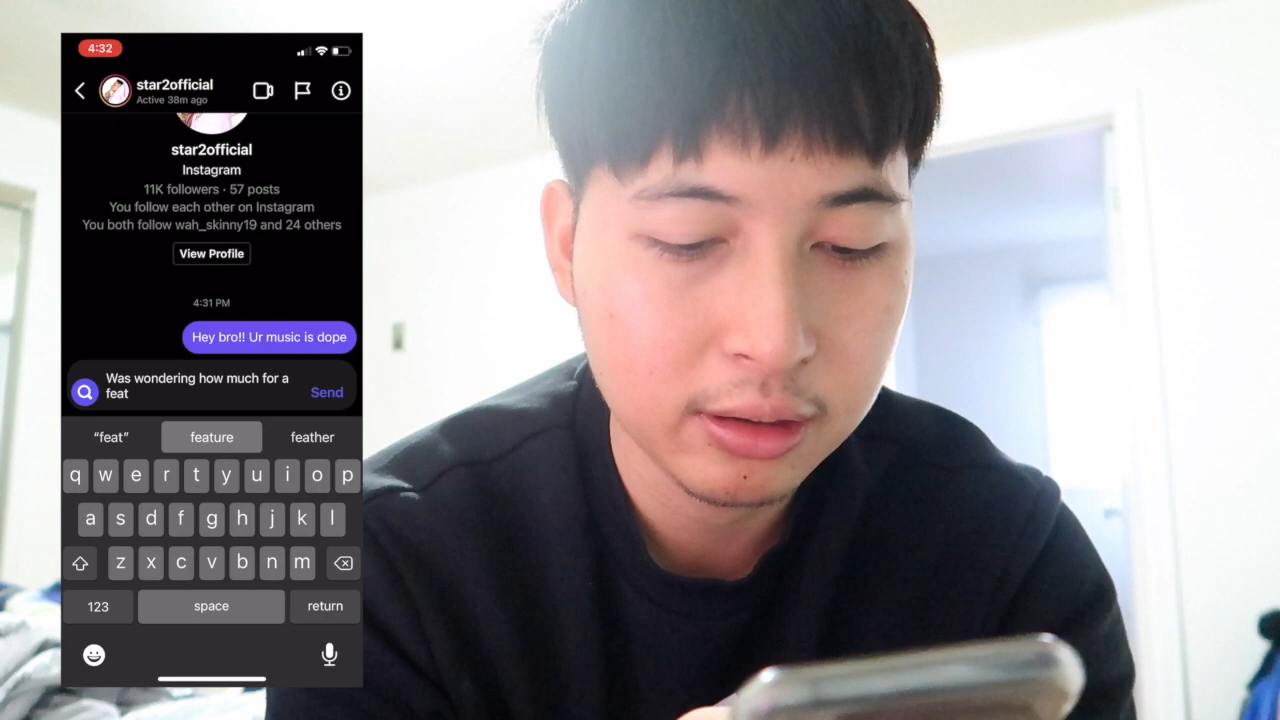 4:32
star2official
Active 38m ago
star2official
Instagram
11K followers · 57 posts
You follow each other on Instagram
You both follow wah_skinny19 and 24 others
View Profile
4:31 PM
Hey bro!! Ur music is dope
Was wondering how much for a
feat
Send
“feat” feature feather
q w e r t y u i o p
a s d f g h j k l
z x c v b n m
123 space return